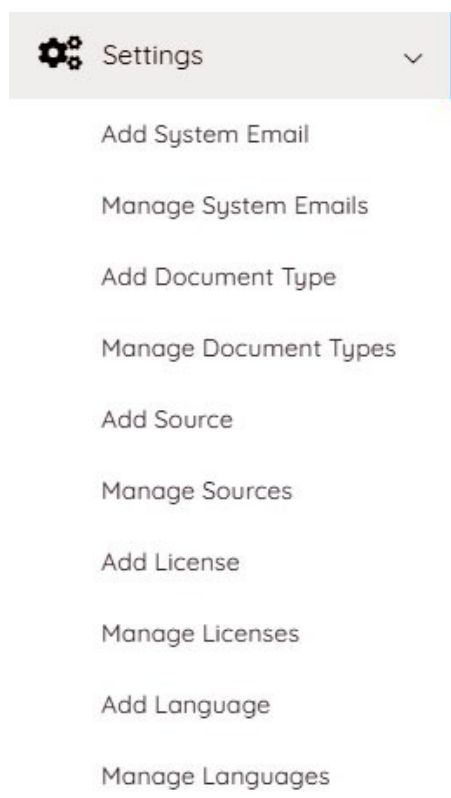 Settings
Add System Email
Manage System Emails
Add Document Type
Manage Document Types
Add Source
Manage Sources
Add License
Manage Licenses
Add Language
Manage Languages